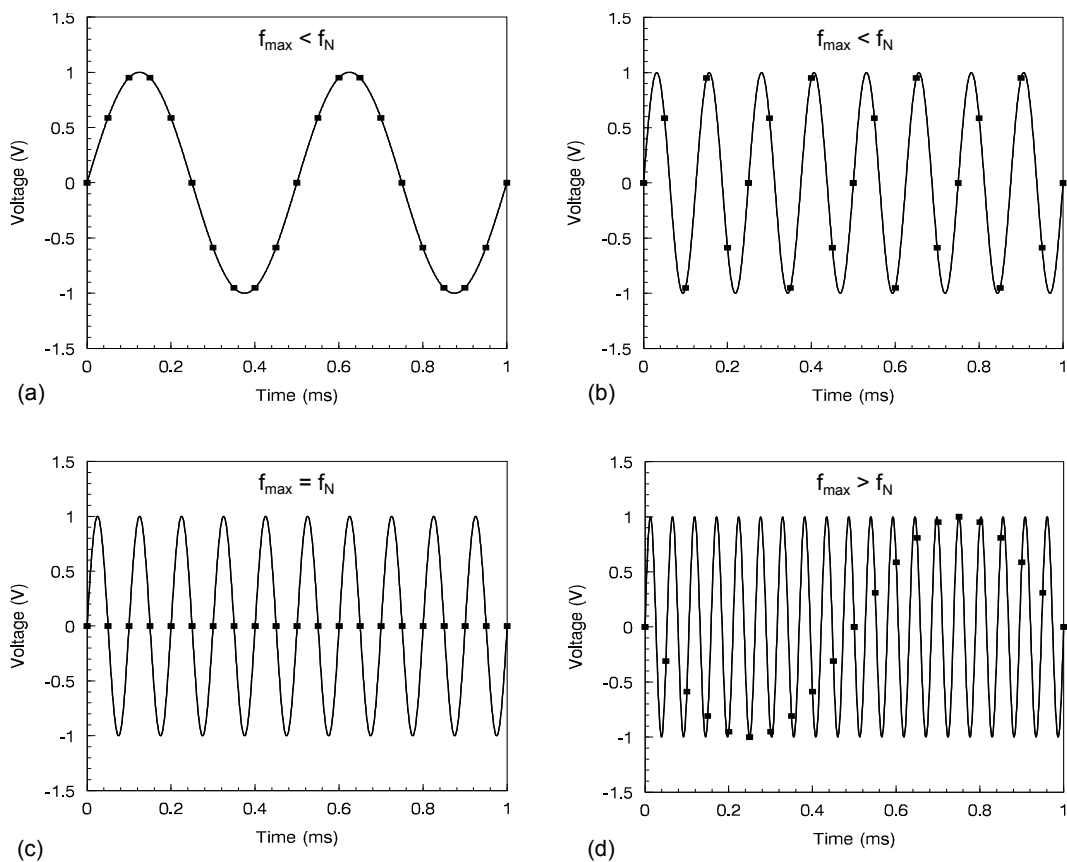 f_max < f_N
1.5
1
0.5
0
-0.5
-1
-1.5
Voltage (V)
0 0.2 0.4 0.6 0.8 1
Time (ms)
(a)
f_max < f_N
1.5
1
0.5
0
-0.5
-1
-1.5
Voltage (V)
0 0.2 0.4 0.6 0.8 1
Time (ms)
(b)
f_max = f_N
1.5
1
0.5
0
-0.5
-1
-1.5
Voltage (V)
0 0.2 0.4 0.6 0.8 1
Time (ms)
(c)
f_max > f_N
1.5
1
0.5
0
-0.5
-1
-1.5
Voltage (V)
0 0.2 0.4 0.6 0.8 1
Time (ms)
(d)